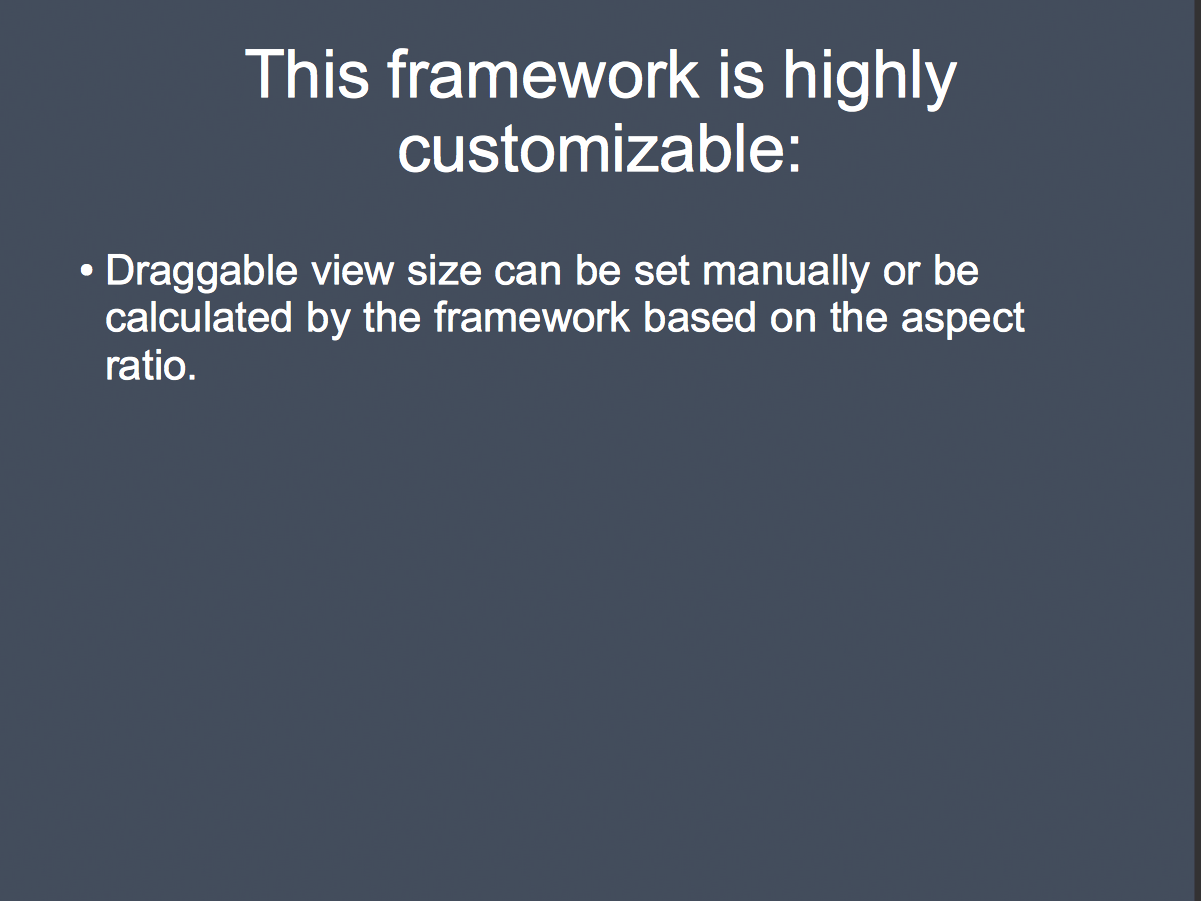 This framework is highly
customizable:
• Draggable view size can be set manually or be
calculated by the framework based on the aspect
ratio.